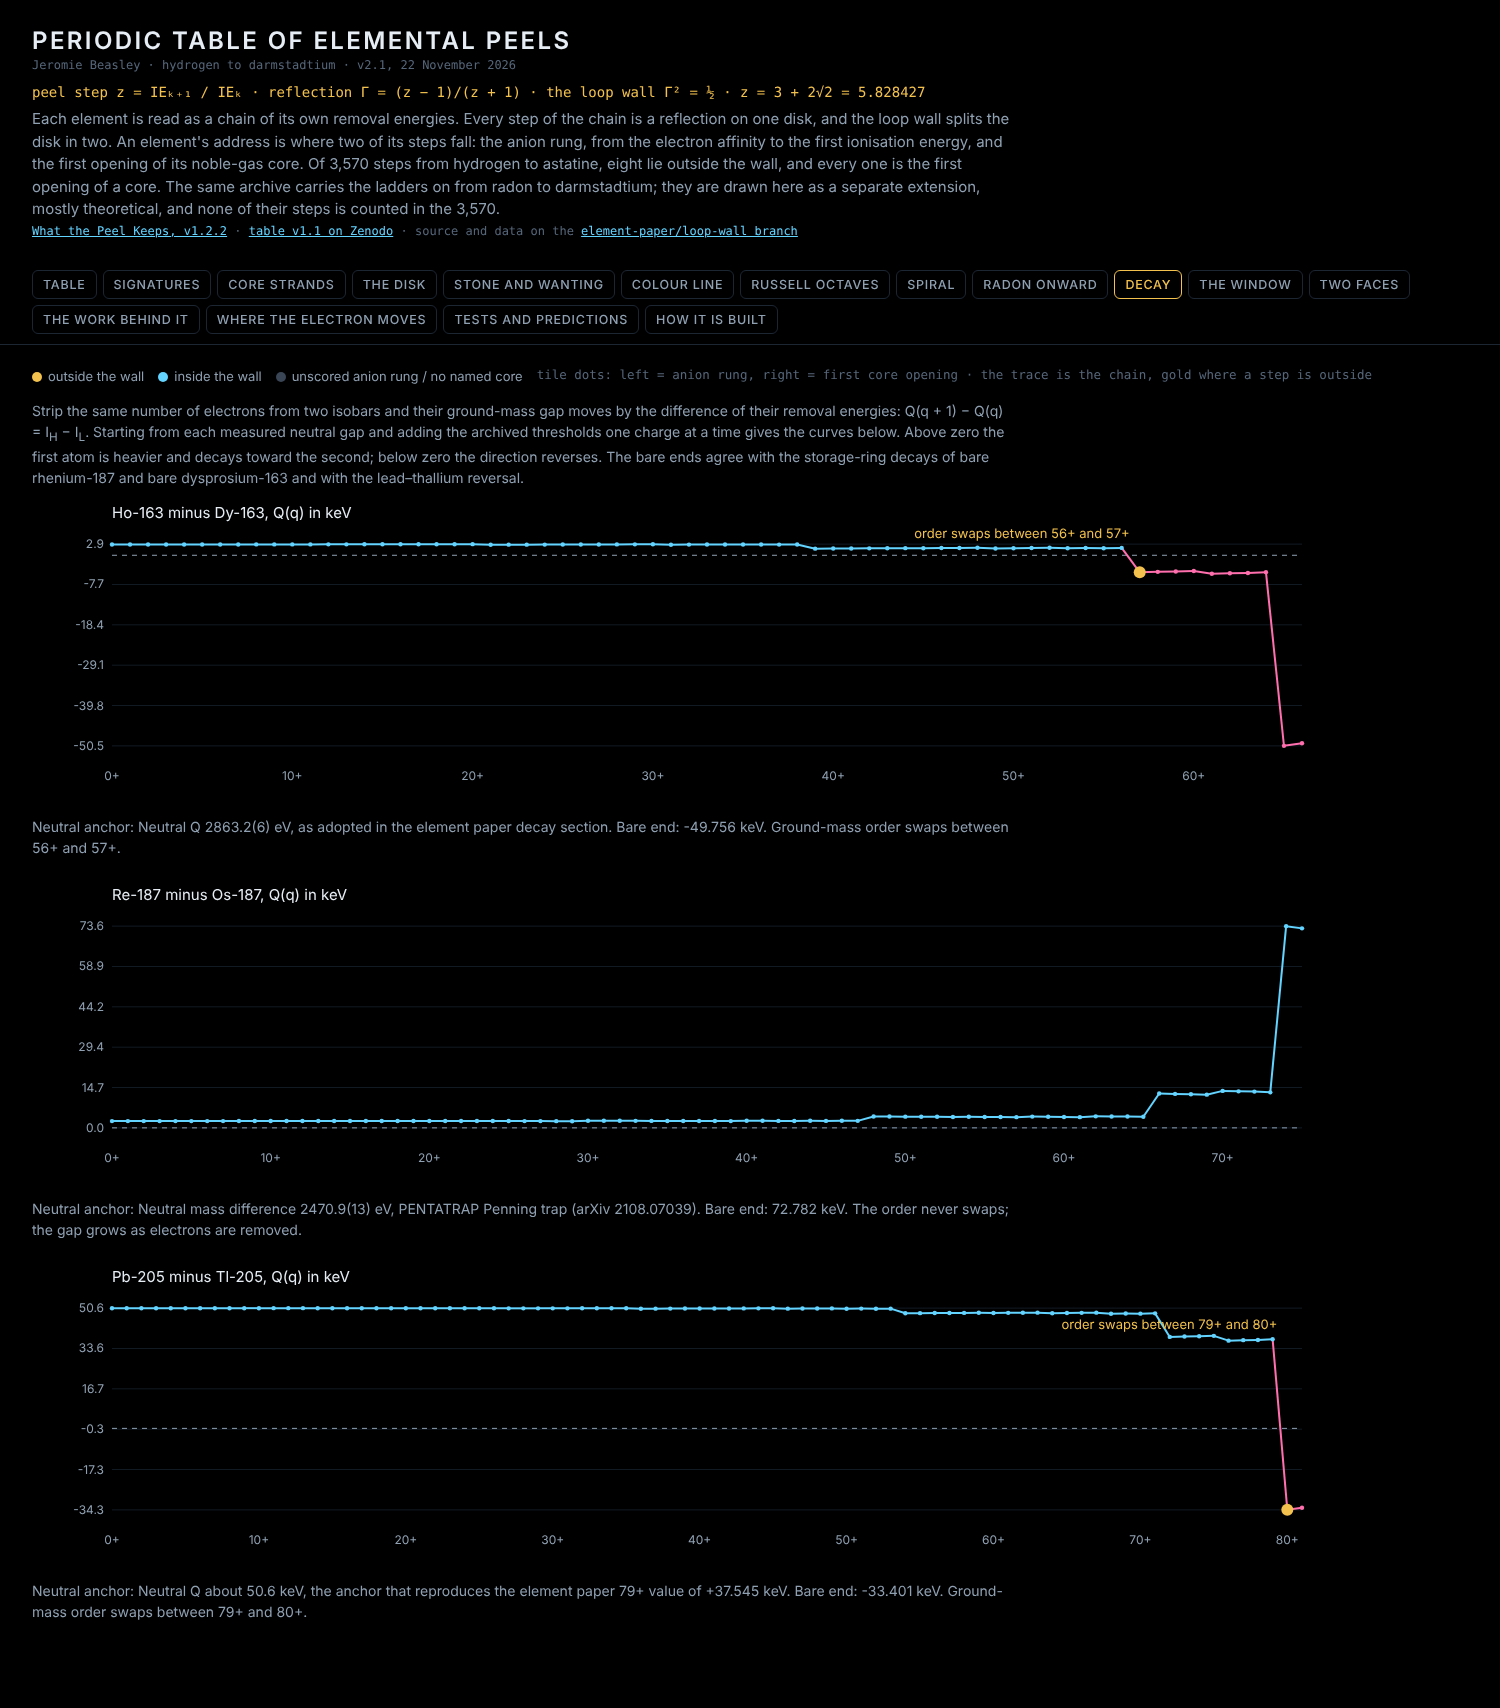 PERIODIC TABLE OF ELEMENTAL PEELS
Jeromie Beasley · hydrogen to darmstadtium · v2.1, 22 November 2026
peel step z = IEₖ₊₁ / IEₖ · reflection Γ = (z − 1)/(z + 1) · the loop wall Γ² = ½ · z = 3 + 2√2 = 5.828427
Each element is read as a chain of its own removal energies. Every step of the chain is a reflection on one disk, and the loop wall splits the
disk in two. An element's address is where two of its steps fall: the anion rung, from the electron affinity to the first ionisation energy, and
the first opening of its noble-gas core. Of 3,570 steps from hydrogen to astatine, eight lie outside the wall, and every one is the first
opening of a core. The same archive carries the ladders on from radon to darmstadtium; they are drawn here as a separate extension,
mostly theoretical, and none of their steps is counted in the 3,570.
What the Peel Keeps, v1.2.2 · table v1.1 on Zenodo · source and data on the element-paper/loop-wall branch
TABLE SIGNATURES CORE STRANDS THE DISK STONE AND WANTING COLOUR LINE RUSSELL OCTAVES SPIRAL RADON ONWARD DECAY THE WINDOW TWO FACES
THE WORK BEHIND IT WHERE THE ELECTRON MOVES TESTS AND PREDICTIONS HOW IT IS BUILT
outside the wall inside the wall unscored anion rung / no named core tile dots: left = anion rung, right = first core opening · the trace is the chain, gold where a step is outside
Strip the same number of electrons from two isobars and their ground-mass gap moves by the difference of their removal energies: Q(q + 1) − Q(q)
= I_H − I_L. Starting from each measured neutral gap and adding the archived thresholds one charge at a time gives the curves below. Above zero the
first atom is heavier and decays toward the second; below zero the direction reverses. The bare ends agree with the storage-ring decays of bare
rhenium-187 and bare dysprosium-163 and with the lead–thallium reversal.
Ho-163 minus Dy-163, Q(q) in keV
order swaps between 56+ and 57+
2.9
-7.7
-18.4
-29.1
-39.8
-50.5
0+ 10+ 20+ 30+ 40+ 50+ 60+
Neutral anchor: Neutral Q 2863.2(6) eV, as adopted in the element paper decay section. Bare end: -49.756 keV. Ground-mass order swaps between
56+ and 57+.
Re-187 minus Os-187, Q(q) in keV
73.6
58.9
44.2
29.4
14.7
0.0
0+ 10+ 20+ 30+ 40+ 50+ 60+ 70+
Neutral anchor: Neutral mass difference 2470.9(13) eV, PENTATRAP Penning trap (arXiv 2108.07039). Bare end: 72.782 keV. The order never swaps;
the gap grows as electrons are removed.
Pb-205 minus Tl-205, Q(q) in keV
50.6
order swaps between 79+ and 80+
33.6
16.7
-0.3
-17.3
-34.3
0+ 10+ 20+ 30+ 40+ 50+ 60+ 70+ 80+
Neutral anchor: Neutral Q about 50.6 keV, the anchor that reproduces the element paper 79+ value of +37.545 keV. Bare end: -33.401 keV. Ground-
mass order swaps between 79+ and 80+.